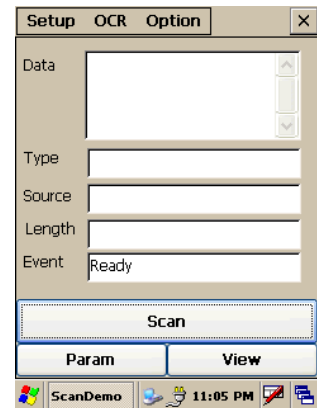 Setup OCR Option
Data
Type
Source
Length
Event Ready
Scan
Param View
ScanDemo 11:05 PM